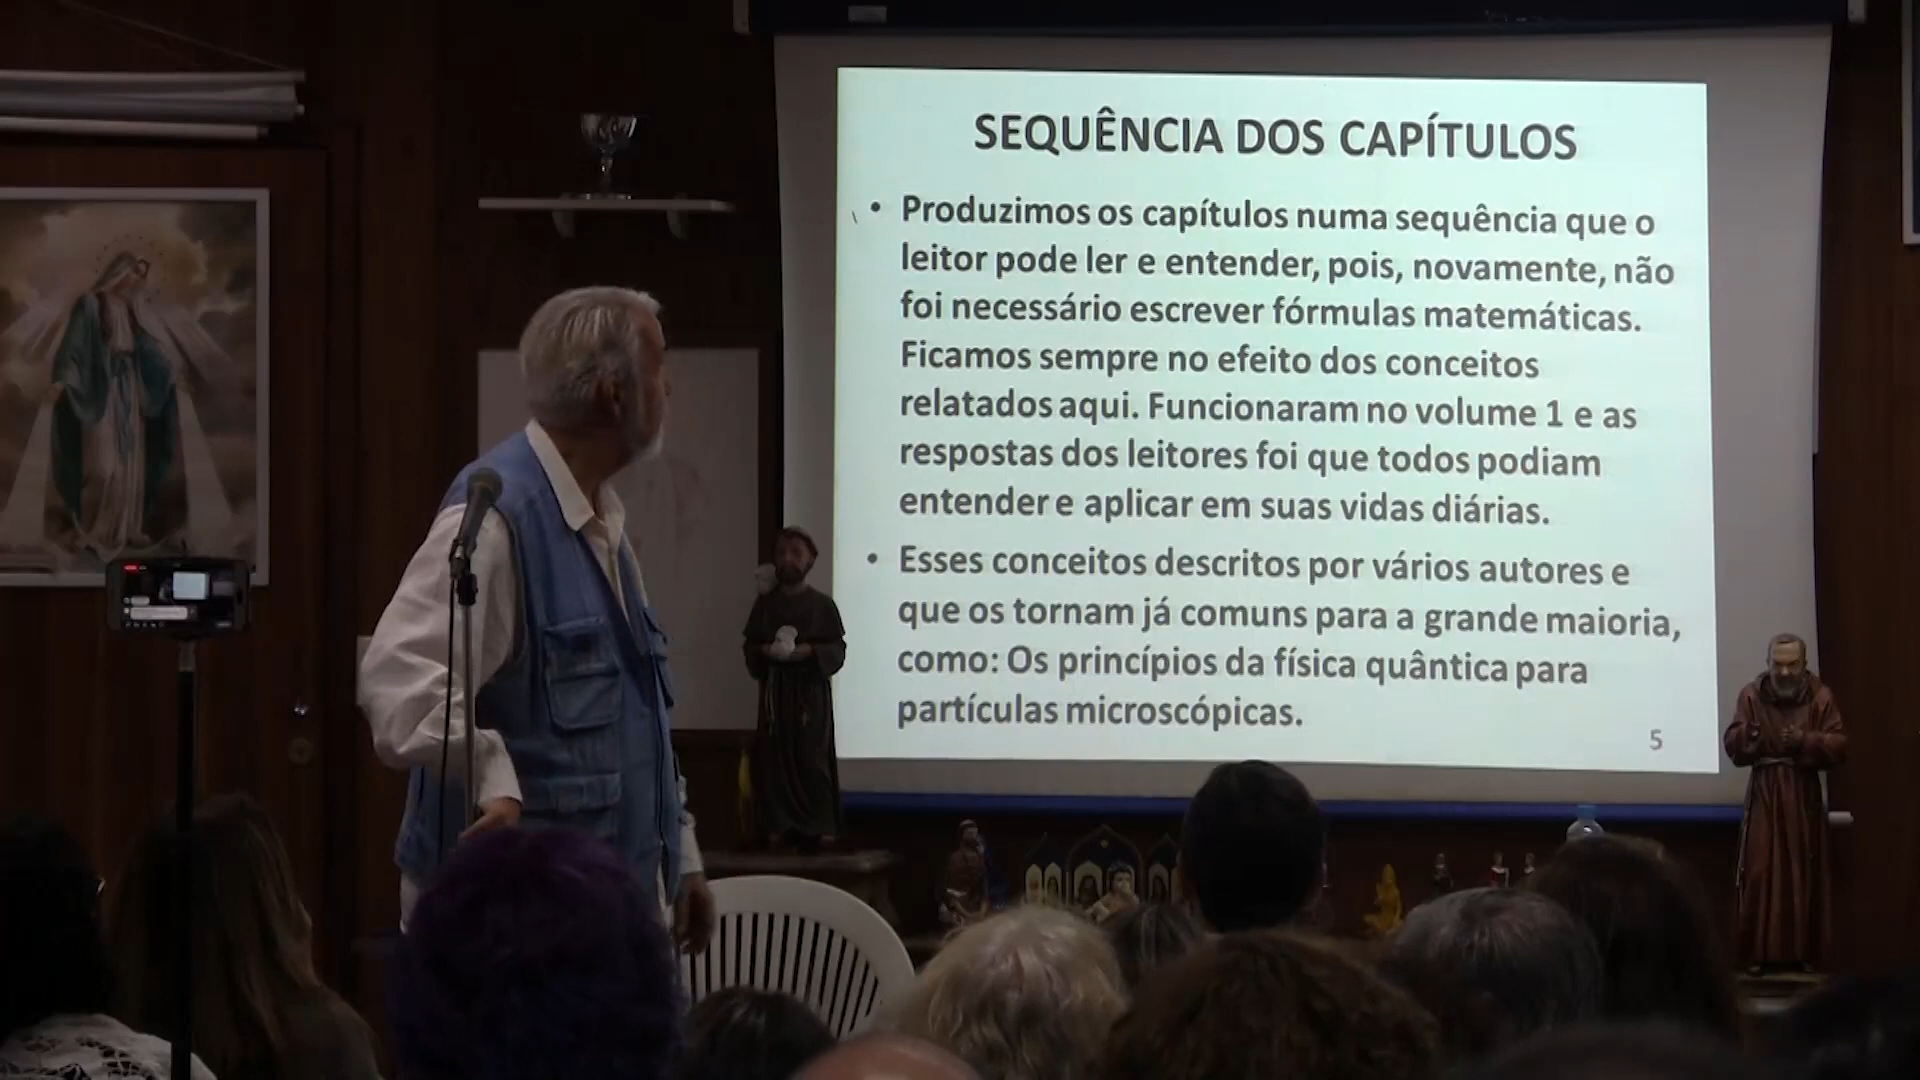 SEQUÊNCIA DOS CAPÍTULOS
• Produzimos os capítulos numa sequência que o
leitor pode ler e entender, pois, novamente, não
foi necessário escrever fórmulas matemáticas.
Ficamos sempre no efeito dos conceitos
relatados aqui. Funcionaram no volume 1 e as
respostas dos leitores foi que todos podiam
entender e aplicar em suas vidas diárias.
• Esses conceitos descritos por vários autores e
que os tornam já comuns para a grande maioria,
como: Os princípios da física quântica para
partículas microscópicas.
5